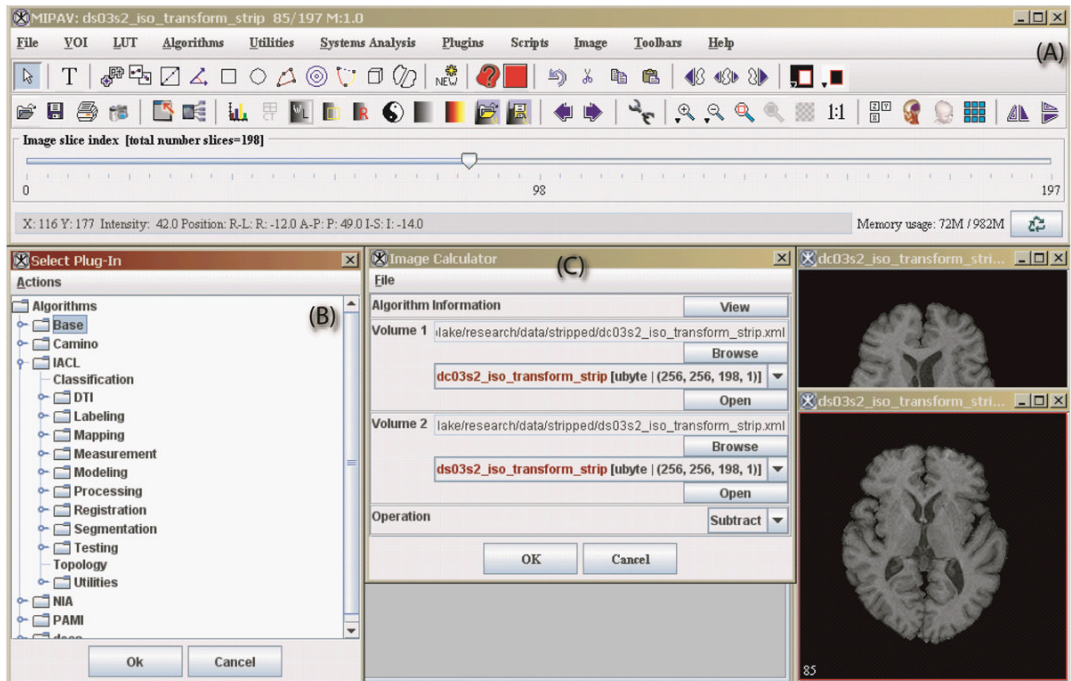 MIPAV: ds03s2_iso_transform_strip 85/197 M:1.0
File VOI LUT Algorithms Utilities Systems Analysis Plugins Scripts Image Toolbars Help
(A)
T NEW
W L R 1:1
Image slice index [total number slices=198]
0 98 197
X: 116 Y: 177 Intensity: 42.0 Position: R-L: R: -12.0 A-P: P: 49.0 I-S: I: -14.0
Memory usage: 72M / 982M
Select Plug-In
Actions
(B)
Algorithms
Base
Camino
IACL
Classification
DTI
Labeling
Mapping
Measurement
Modeling
Processing
Registration
Segmentation
Testing
Topology
Utilities
NIA
PAMI
Ok Cancel
Image Calculator
(C)
File
Algorithm Information View
Volume 1 lake/research/data/stripped/dc03s2_iso_transform_strip.xml
Browse
dc03s2_iso_transform_strip [ubyte | (256, 256, 198, 1)]
Open
Volume 2 lake/research/data/stripped/ds03s2_iso_transform_strip.xml
Browse
ds03s2_iso_transform_strip [ubyte | (256, 256, 198, 1)]
Open
Operation Subtract
OK Cancel
dc03s2_iso_transform_stri...
ds03s2_iso_transform_stri...
85